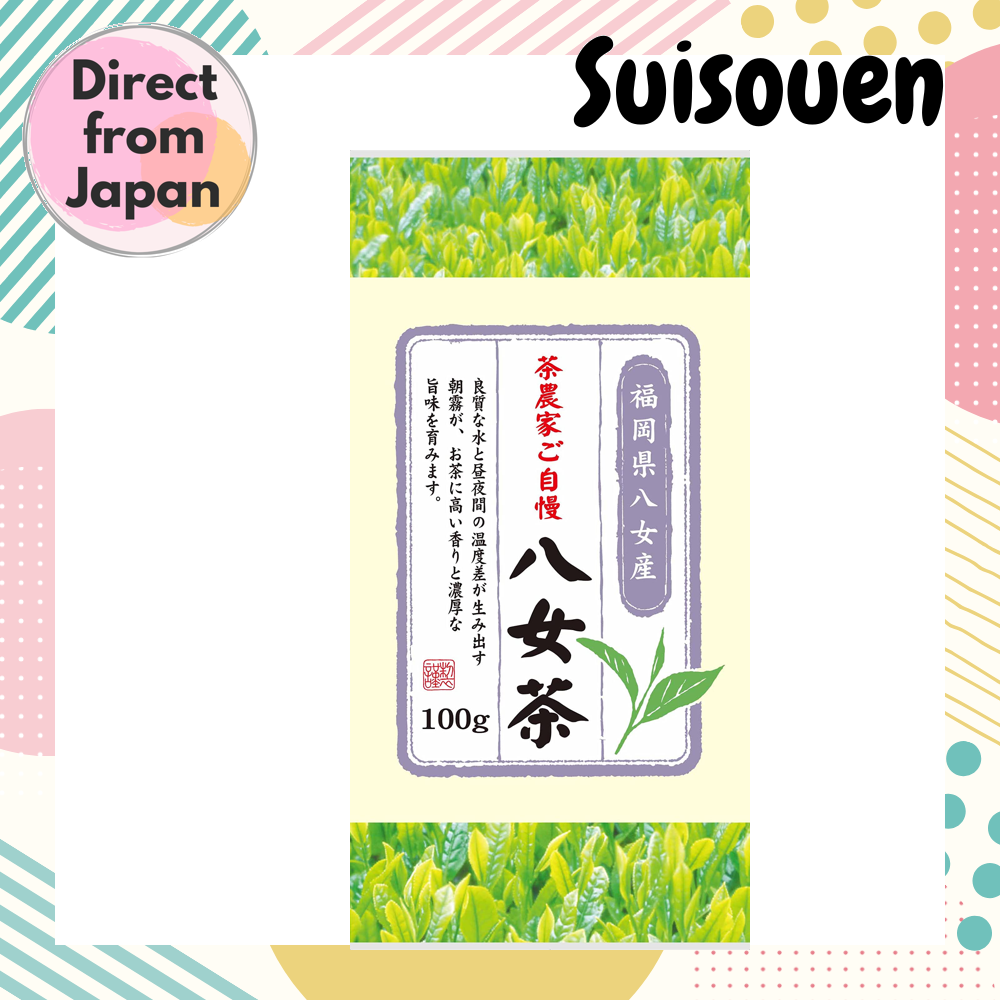 Direct
from
Japan
Suisouen
福岡県八女産
茶農家ご自慢
八女茶
良質な水と昼夜間の温度差が生み出す
朝霧が、お茶に高い香りと濃厚な
旨味を育みます。
100g